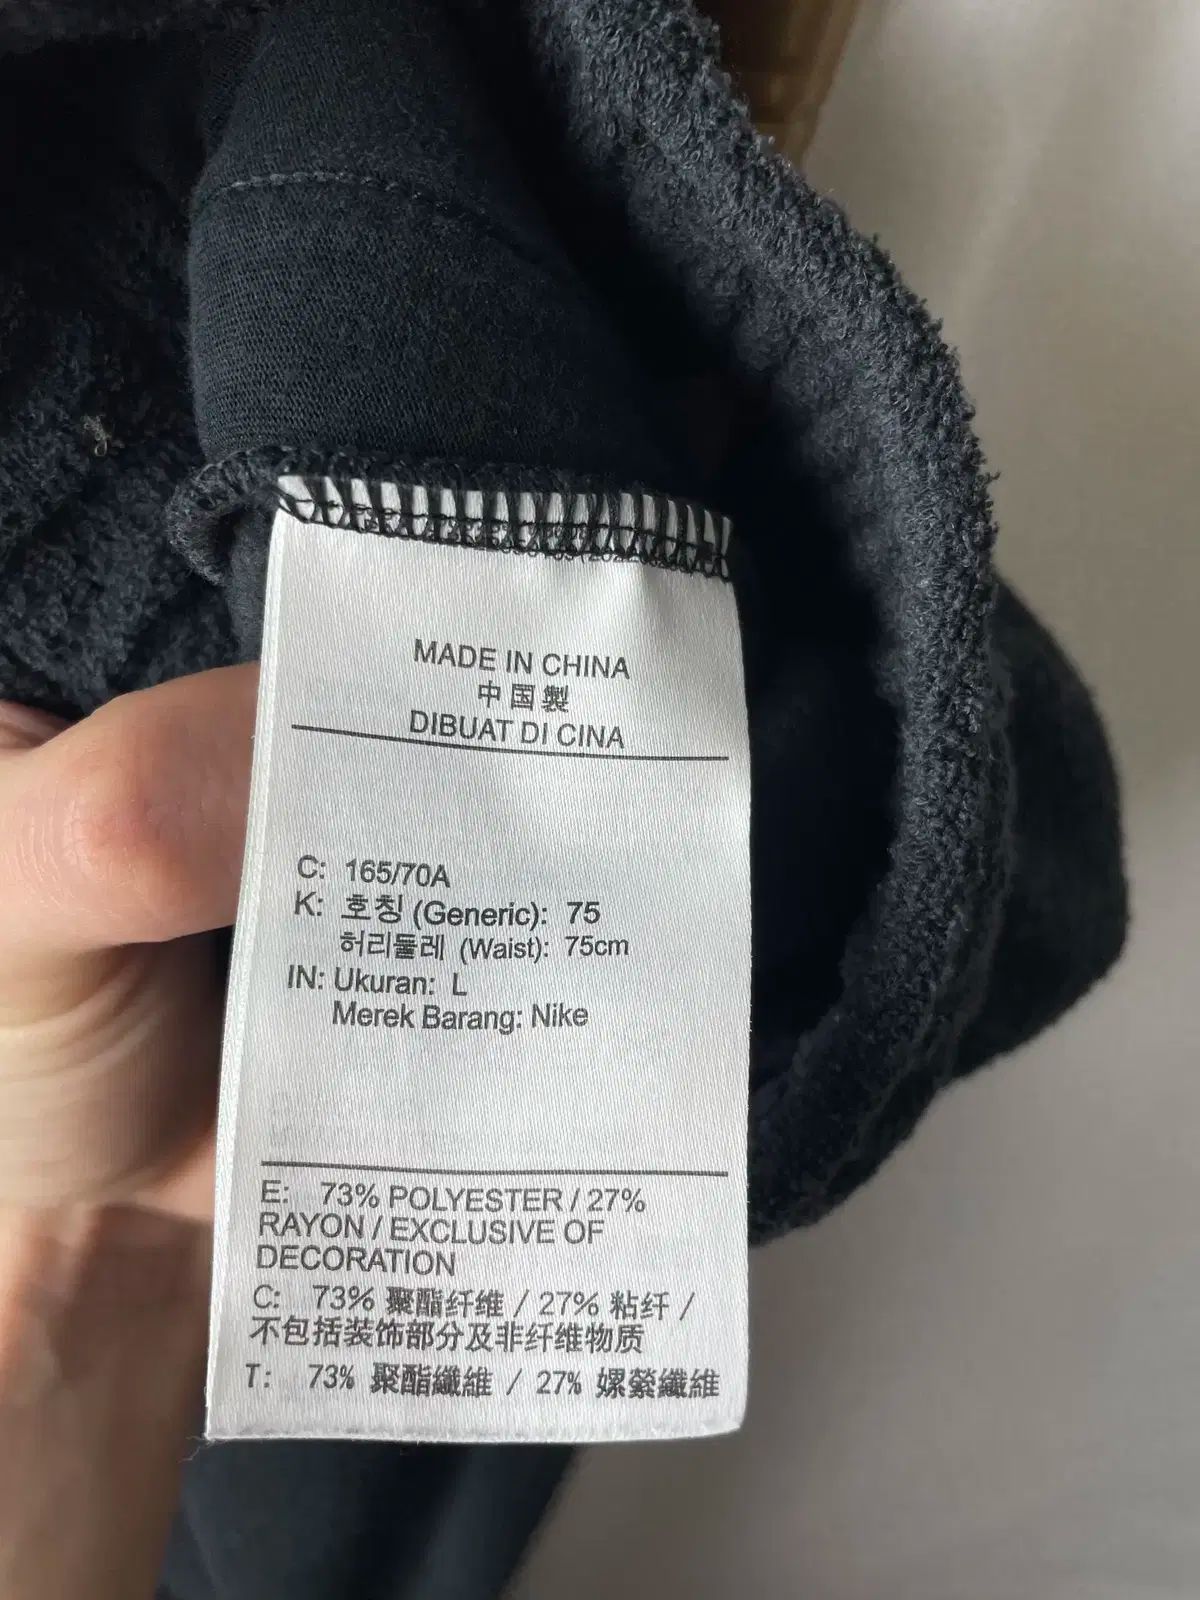 MADE IN CHINA
中国製
DIBUAT DI CINA
C: 165/70A
K: 호칭 (Generic): 75
허리둘레 (Waist): 75cm
IN: Ukuran: L
Merek Barang: Nike
E: 73% POLYESTER / 27%
RAYON / EXCLUSIVE OF
DECORATION
C: 73% 聚酯纤维 / 27% 粘纤 /
不包括装饰部分及非纤维物质
T: 73% 聚酯纖維 / 27% 嫘縈纖維